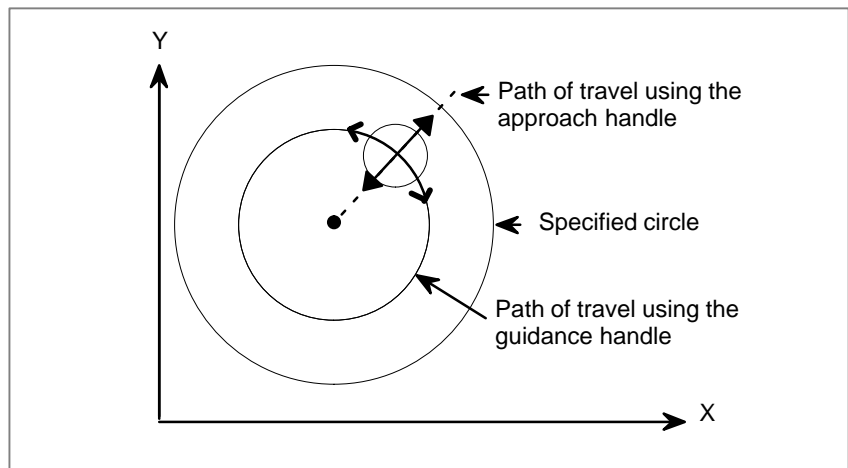 Y
Path of travel using the
approach handle
Specified circle
Path of travel using the
guidance handle
X